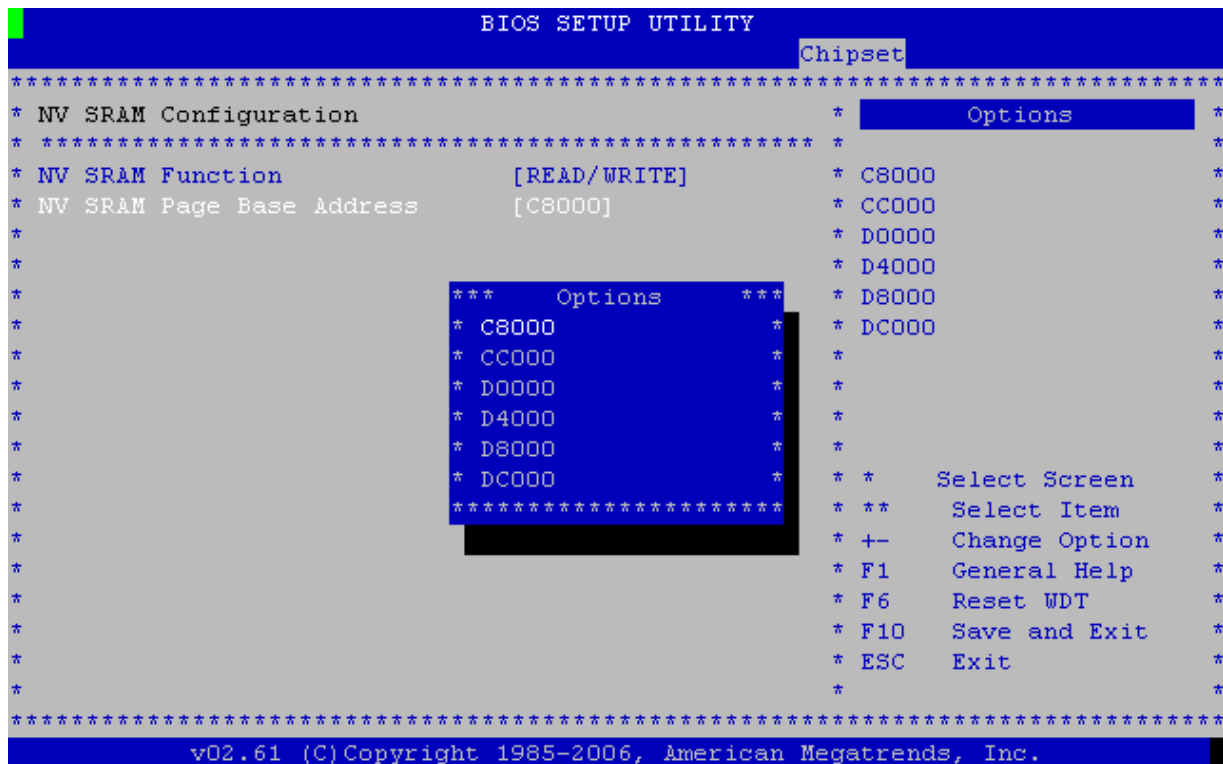 BIOS SETUP UTILITY
Chipset
********************************************************************************
* NV SRAM Configuration * Options *
* *************************************************** * *
* NV SRAM Function [READ/WRITE] * C8000 *
* NV SRAM Page Base Address [C8000] * CC000 *
* * D0000 *
* * D4000 *
* *** Options *** * D8000 *
* * C8000 * * DC000 *
* * CC000 * * *
* * D0000 * * *
* * D4000 * * *
* * D8000 * * *
* * DC000 * * * Select Screen *
* ********************** * ** Select Item *
* * +- Change Option *
* * F1 General Help *
* * F6 Reset WDT *
* * F10 Save and Exit *
* * ESC Exit *
* * *
********************************************************************************
v02.61 (C)Copyright 1985-2006, American Megatrends, Inc.